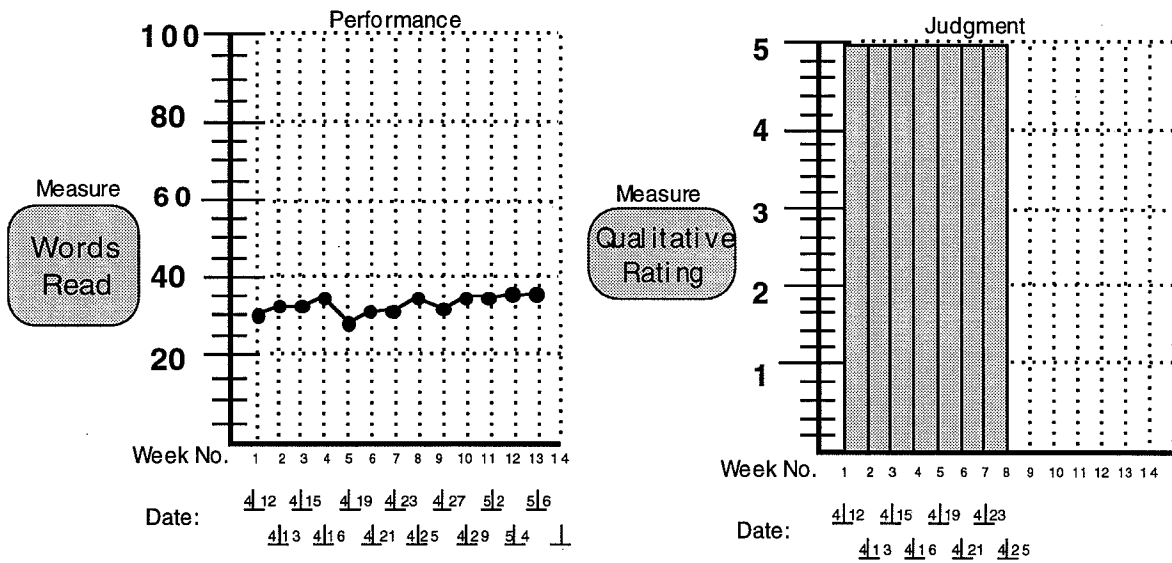 Performance
100
80
60
40
20
Measure
Words
Read
Week No. 1 2 3 4 5 6 7 8 9 10 11 12 13 14
Date:
4|12 4|15 4|19 4|23 4|27 5|2 5|6
4|13 4|16 4|21 4|25 4|29 5|4
Judgment
5
4
3
2
1
Measure
Qualitative
Rating
Week No. 1 2 3 4 5 6 7 8 9 10 11 12 13 14
Date:
4|12 4|15 4|19 4|23
4|13 4|16 4|21 4|25